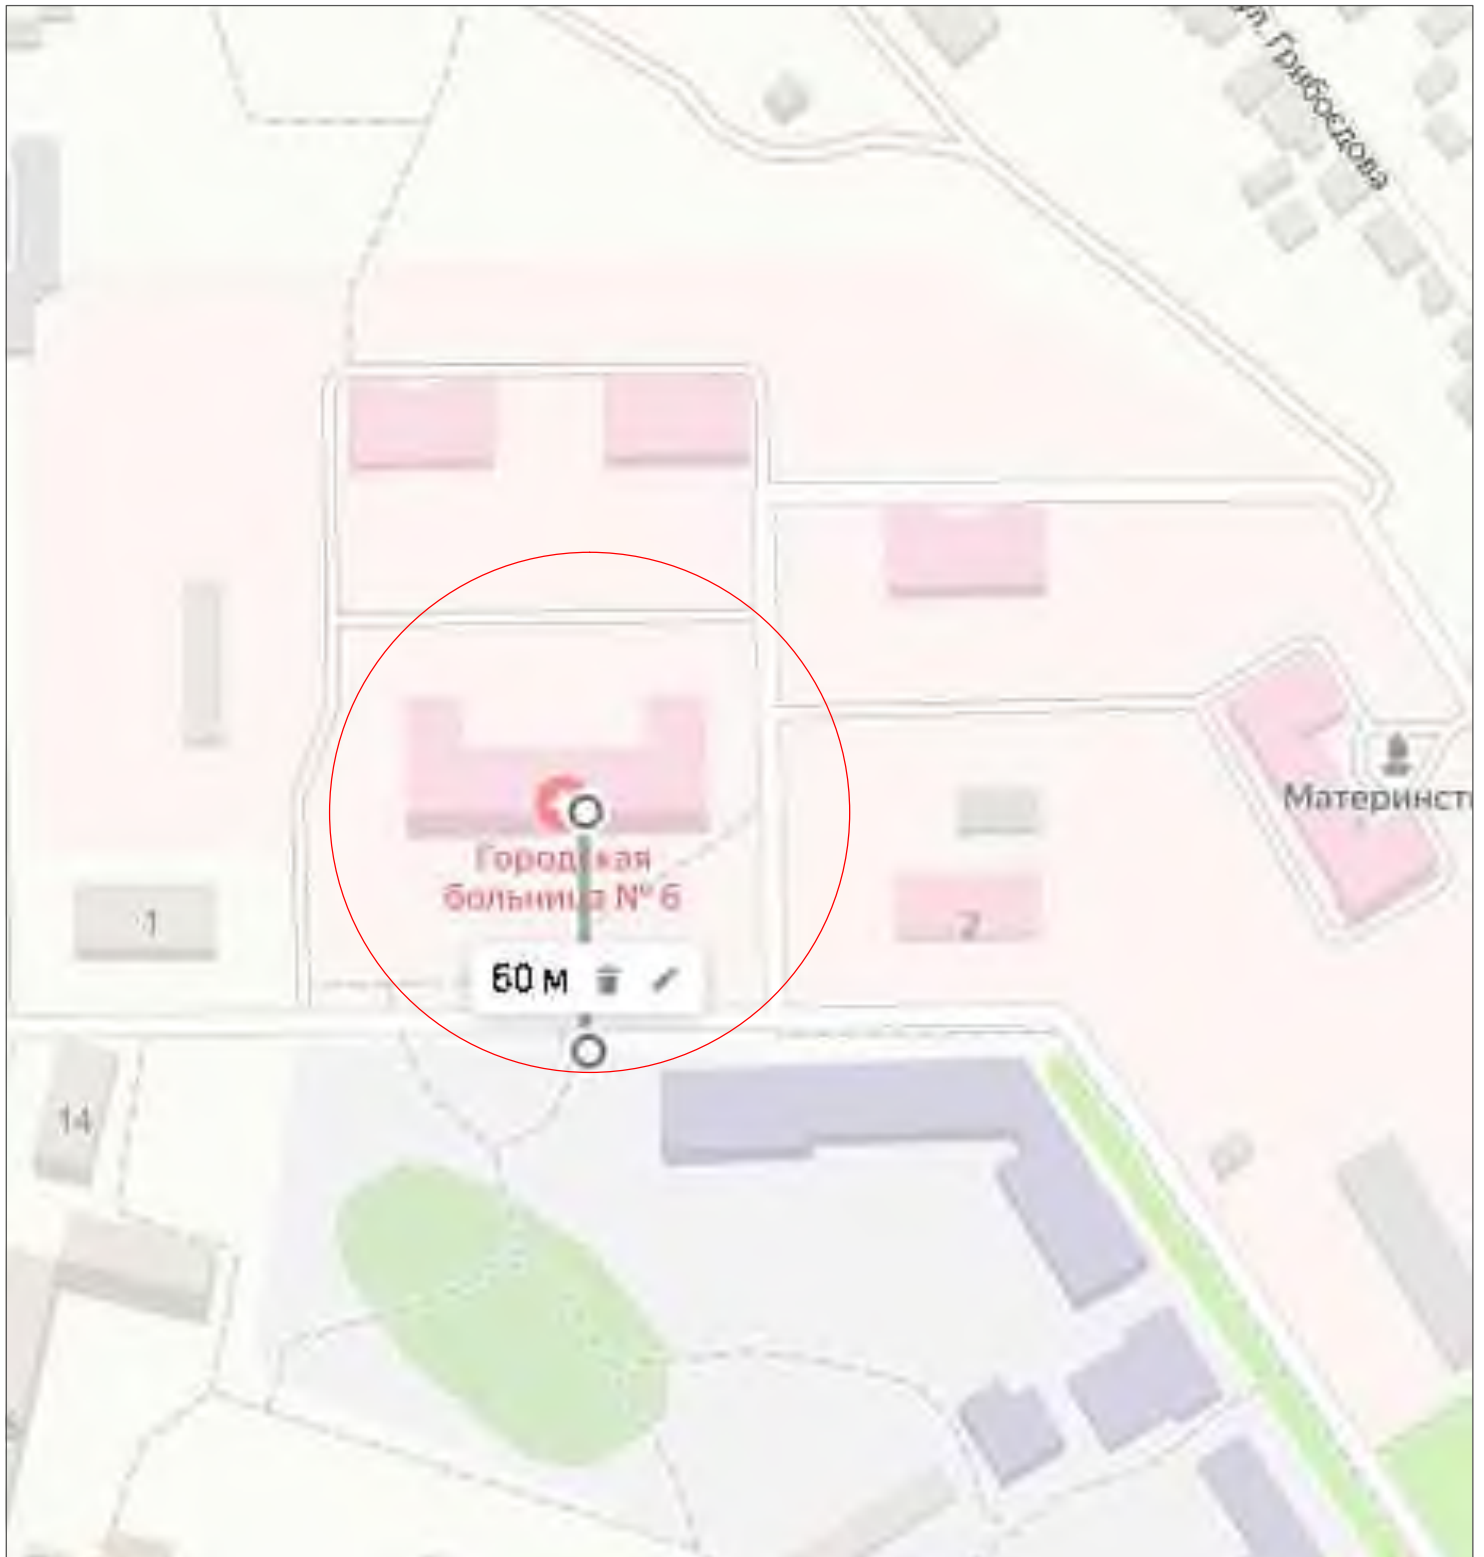 ул. Грибоедова
Материнст
Городская
больница № 6
1
2
60 м
14